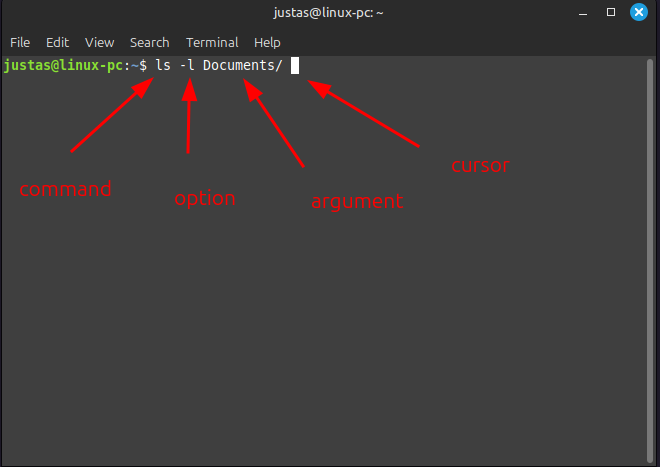 justas@linux-pc: ~
File Edit View Search Terminal Help
justas@linux-pc:~$ ls -l Documents/
cursor
command
option
argument